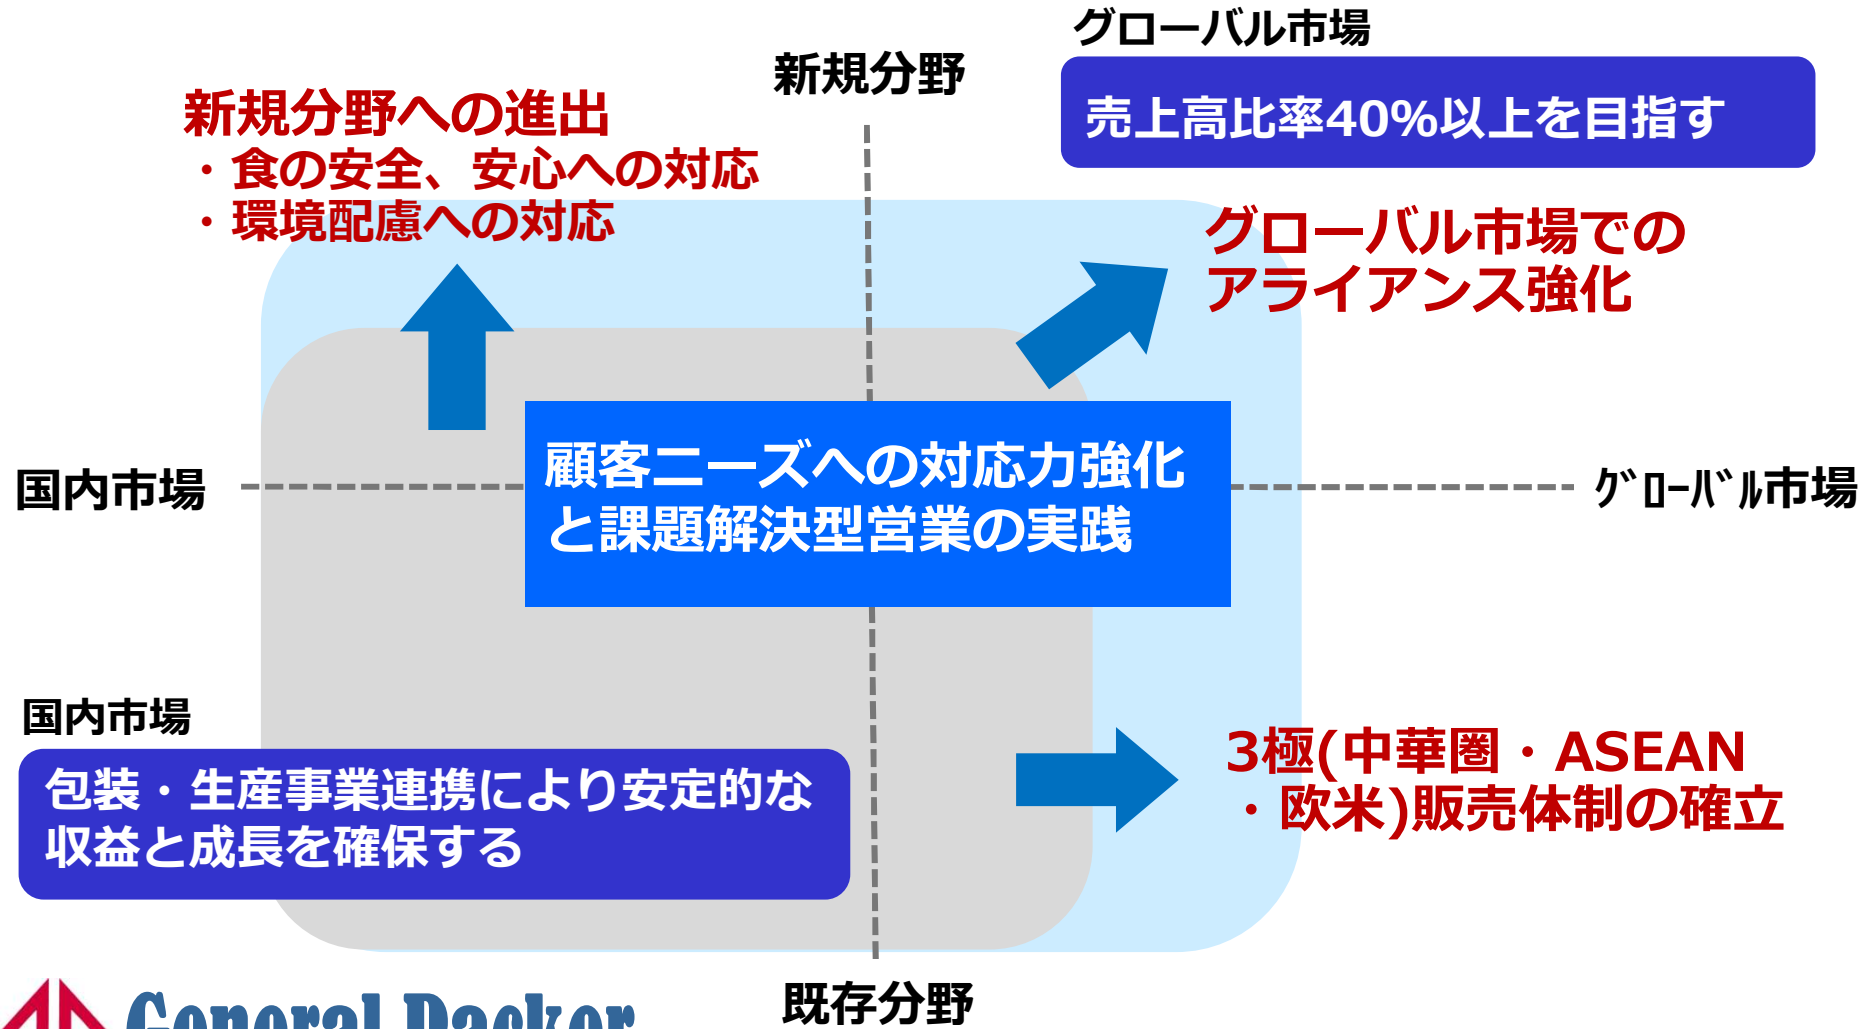 グローバル市場
売上高比率40%以上を目指す
新規分野
新規分野への進出
・食の安全、安心への対応
・環境配慮への対応
グローバル市場での
アライアンス強化
顧客ニーズへの対応力強化
と課題解決型営業の実践
国内市場
ｸﾞﾛｰﾊﾞﾙ市場
国内市場
包装・生産事業連携により安定的な
収益と成長を確保する
3極(中華圏・ASEAN
・欧米)販売体制の確立
既存分野
General Packer